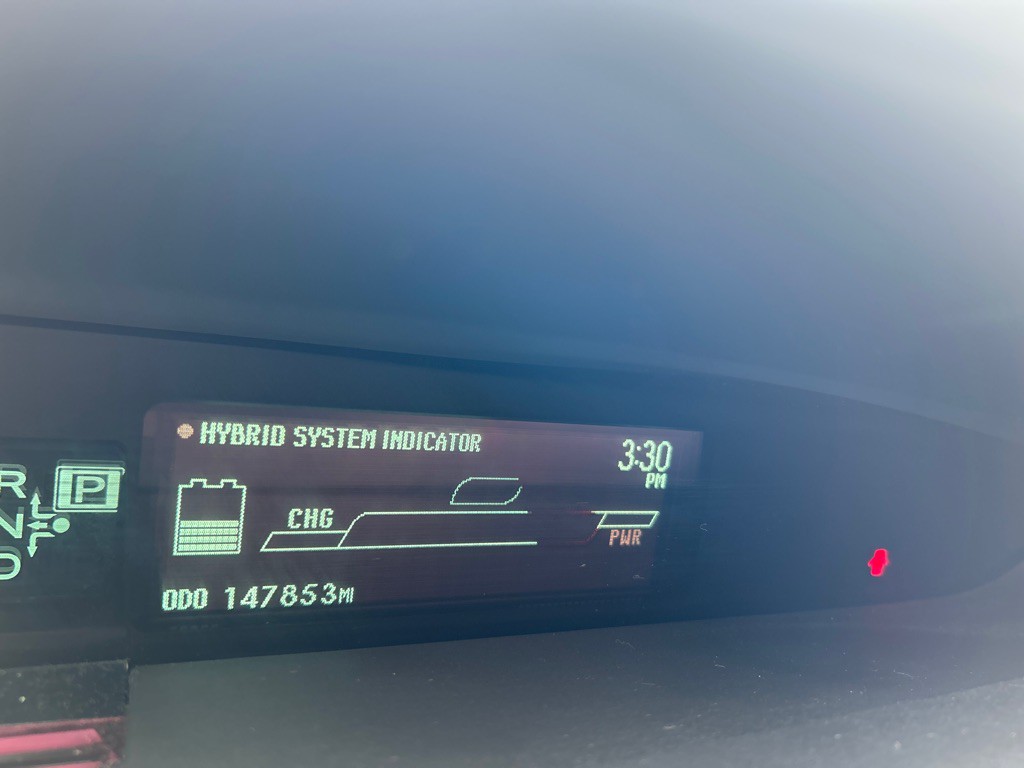 HYBRID SYSTEM INDICATOR
3:30
PM
R
P
N
D
CHG
PWR
ODO 147853MI